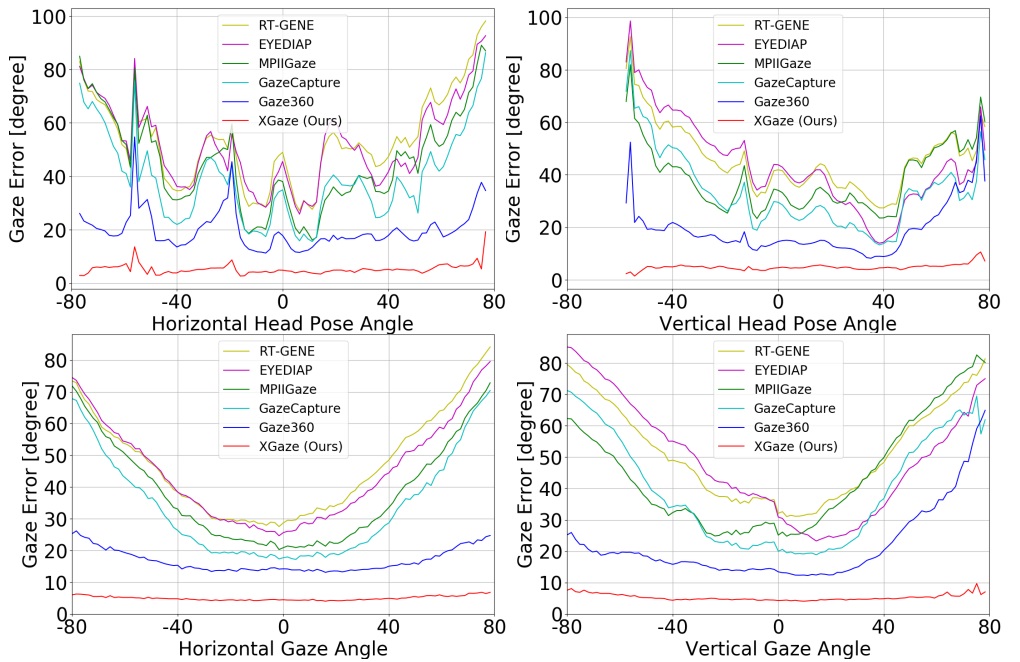 100
80
60
40
20
0
-80
-40
0
40
80
Gaze Error [degree]
Horizontal Head Pose Angle
RT-GENE
EYEDIAP
MPIIGaze
GazeCapture
Gaze360
XGaze (Ours)
100
80
60
40
20
0
-80
-40
0
40
80
Gaze Error [degree]
Vertical Head Pose Angle
RT-GENE
EYEDIAP
MPIIGaze
GazeCapture
Gaze360
XGaze (Ours)
80
70
60
50
40
30
20
10
0
-80
-40
0
40
80
Gaze Error [degree]
Horizontal Gaze Angle
RT-GENE
EYEDIAP
MPIIGaze
GazeCapture
Gaze360
XGaze (Ours)
80
70
60
50
40
30
20
10
0
-80
-40
0
40
80
Gaze Error [degree]
Vertical Gaze Angle
RT-GENE
EYEDIAP
MPIIGaze
GazeCapture
Gaze360
XGaze (Ours)